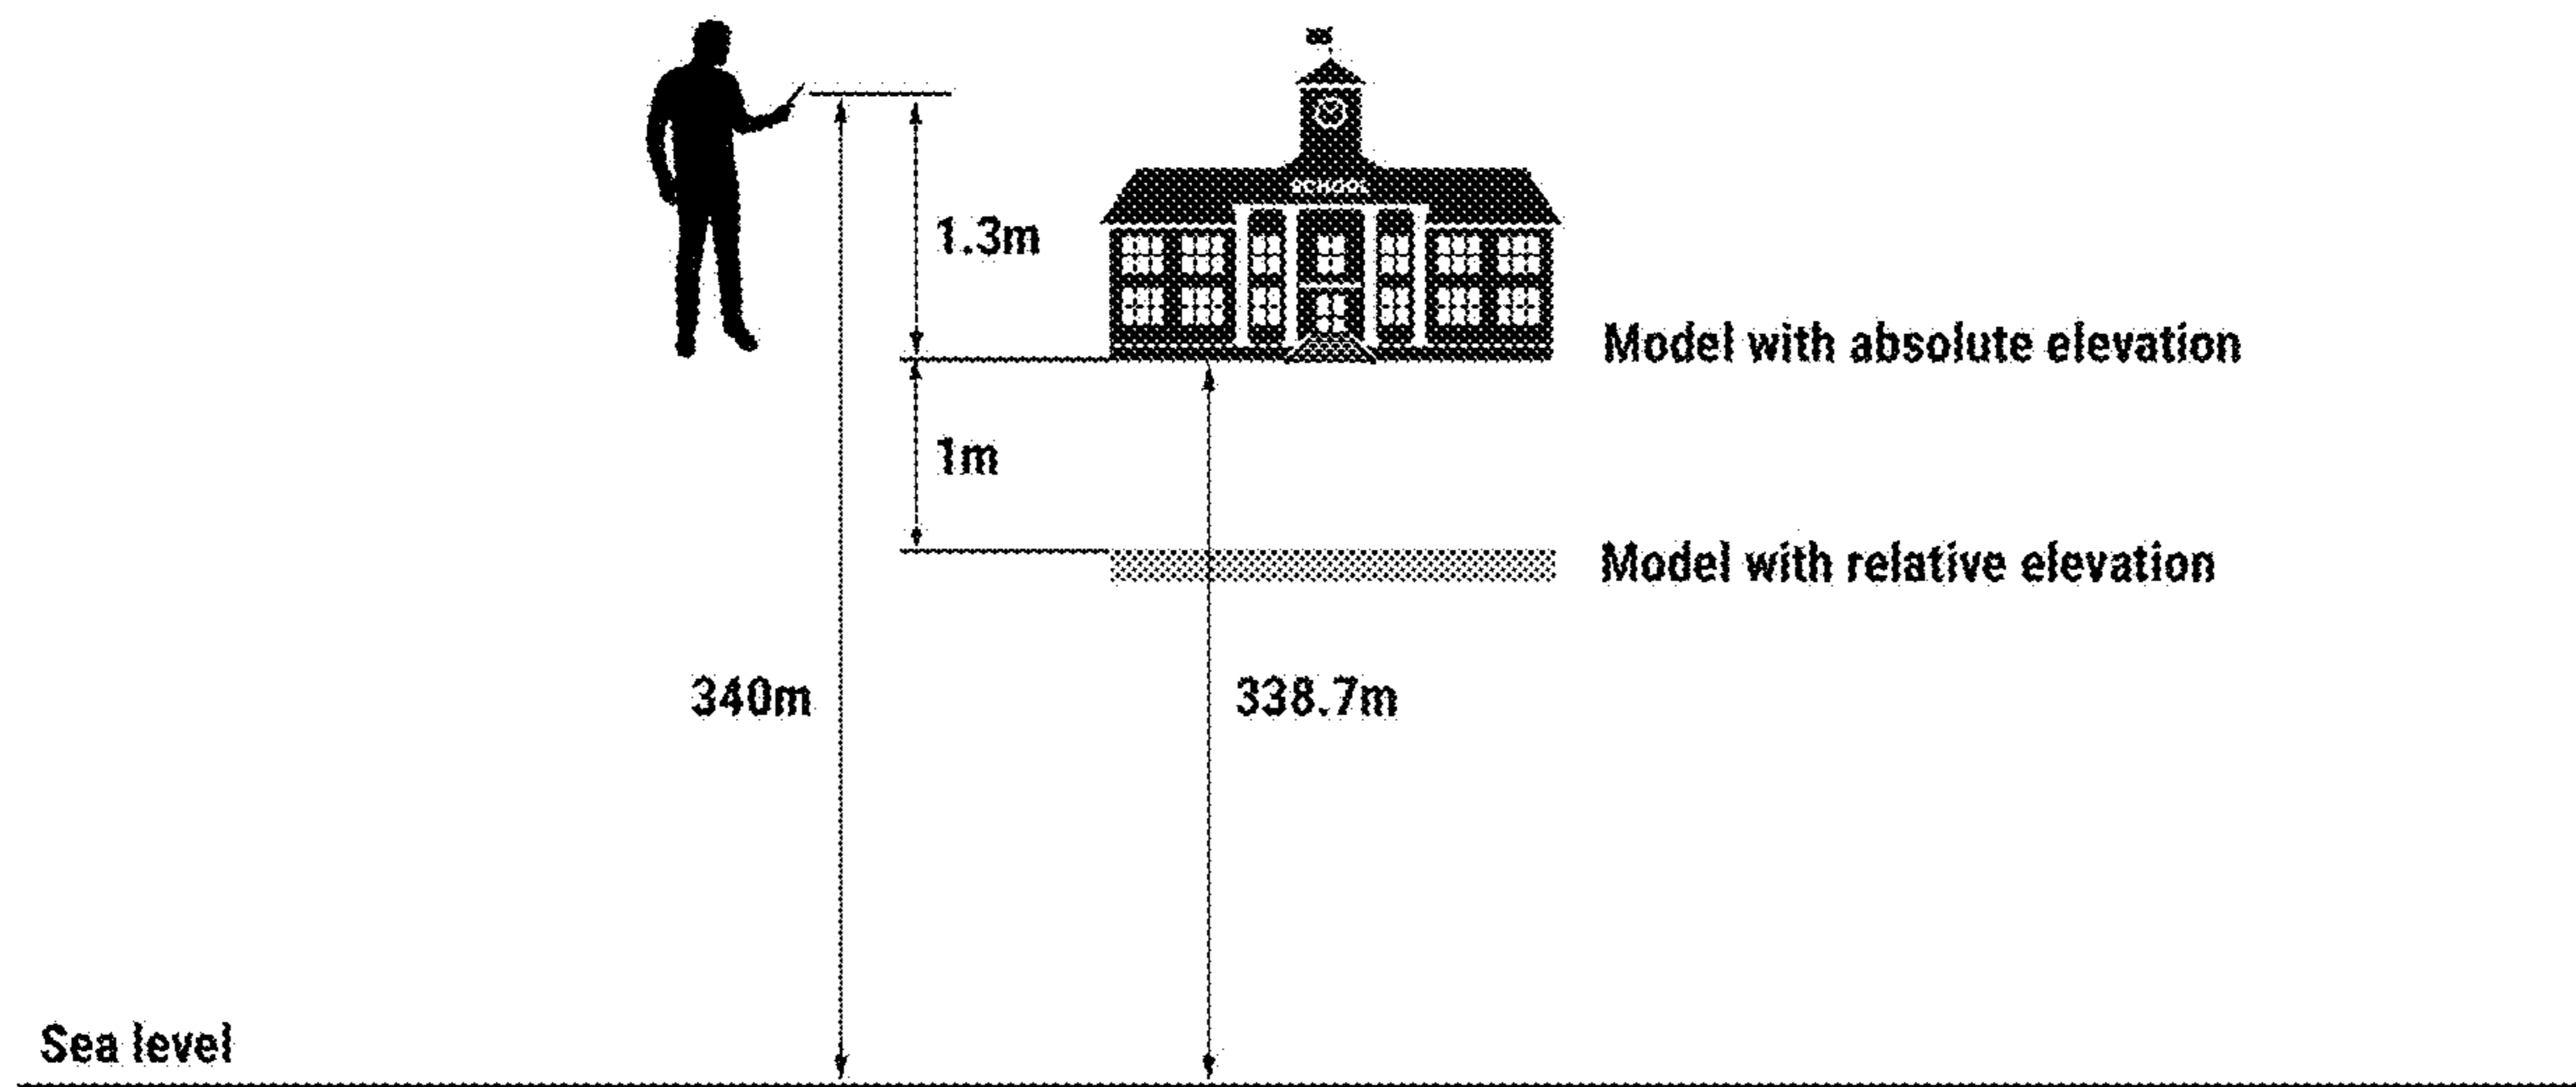 SCHOOL
1.3m
Model with absolute elevation
1m
Model with relative elevation
340m
338.7m
Sea level